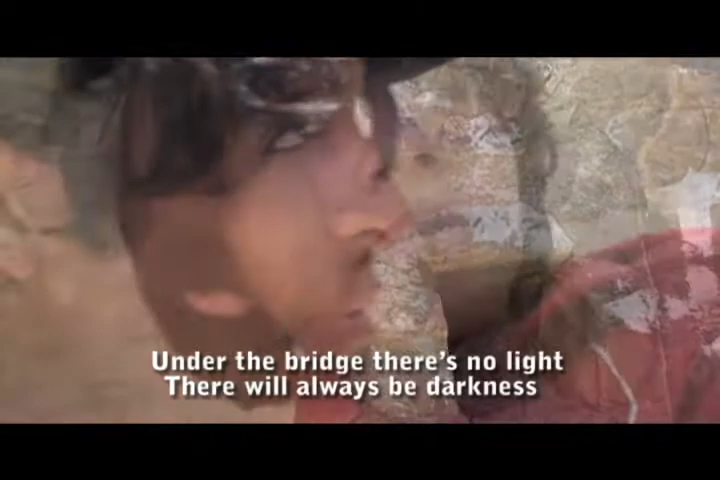 Under the bridge there's no light
There will always be darkness